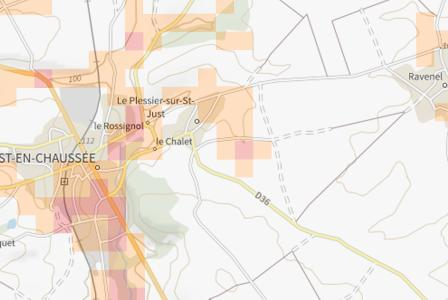 100
Ravenel
Le Plessier-sur-St-
Just
le Rossignol
112
le Chalet
ST-EN-CHAUSSÉE
D36
quet